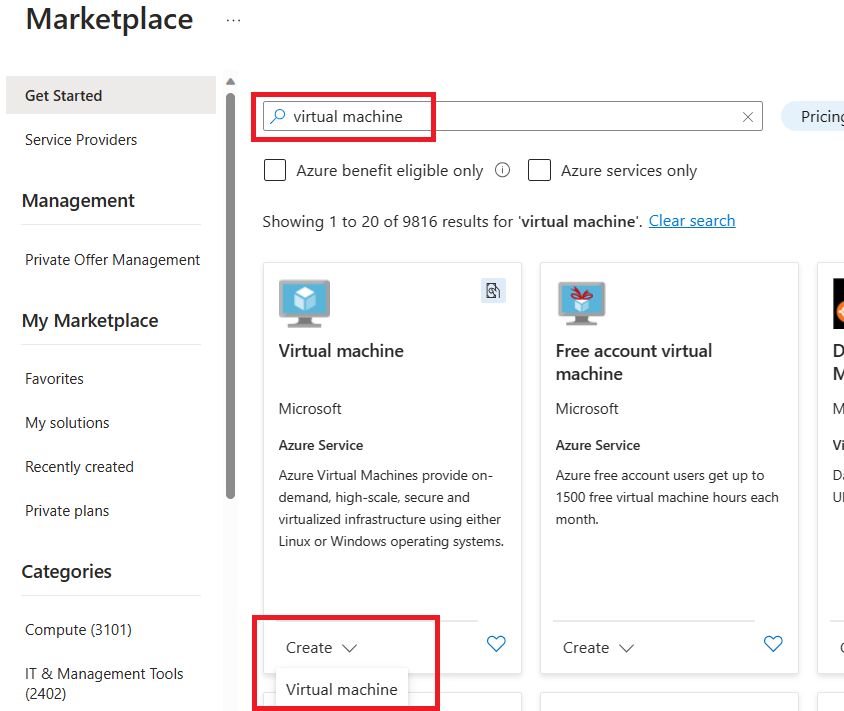 Marketplace ...
Get Started
Service Providers
Management
Private Offer Management
My Marketplace
Favorites
My solutions
Recently created
Private plans
Categories
Compute (3101)
IT & Management Tools
(2402)
virtual machine
Azure benefit eligible only
Azure services only
Showing 1 to 20 of 9816 results for 'virtual machine'. Clear search
Virtual machine
Microsoft
Azure Service
Azure Virtual Machines provide on-
demand, high-scale, secure and
virtualized infrastructure using either
Linux or Windows operating systems.
Create
Virtual machine
Free account virtual
machine
Microsoft
Azure Service
Azure free account users get up to
1500 free virtual machine hours each
month.
Create